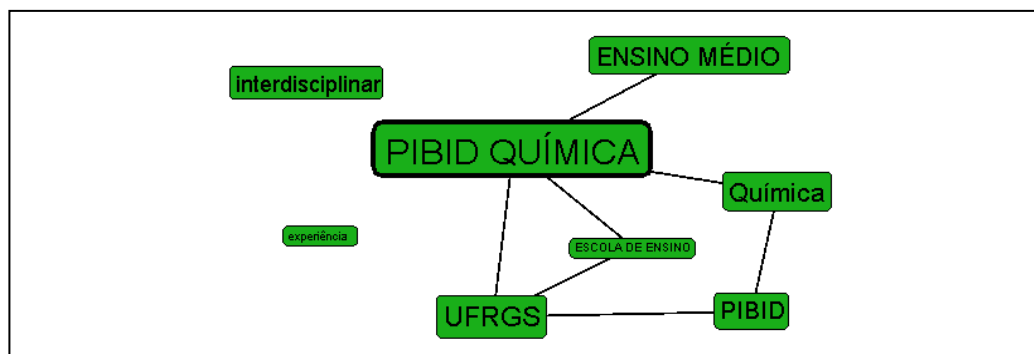 ENSINO MÉDIO
interdisciplinar
PIBID QUÍMICA
Química
experiência
ESCOLA DE ENSINO
UFRGS
PIBID